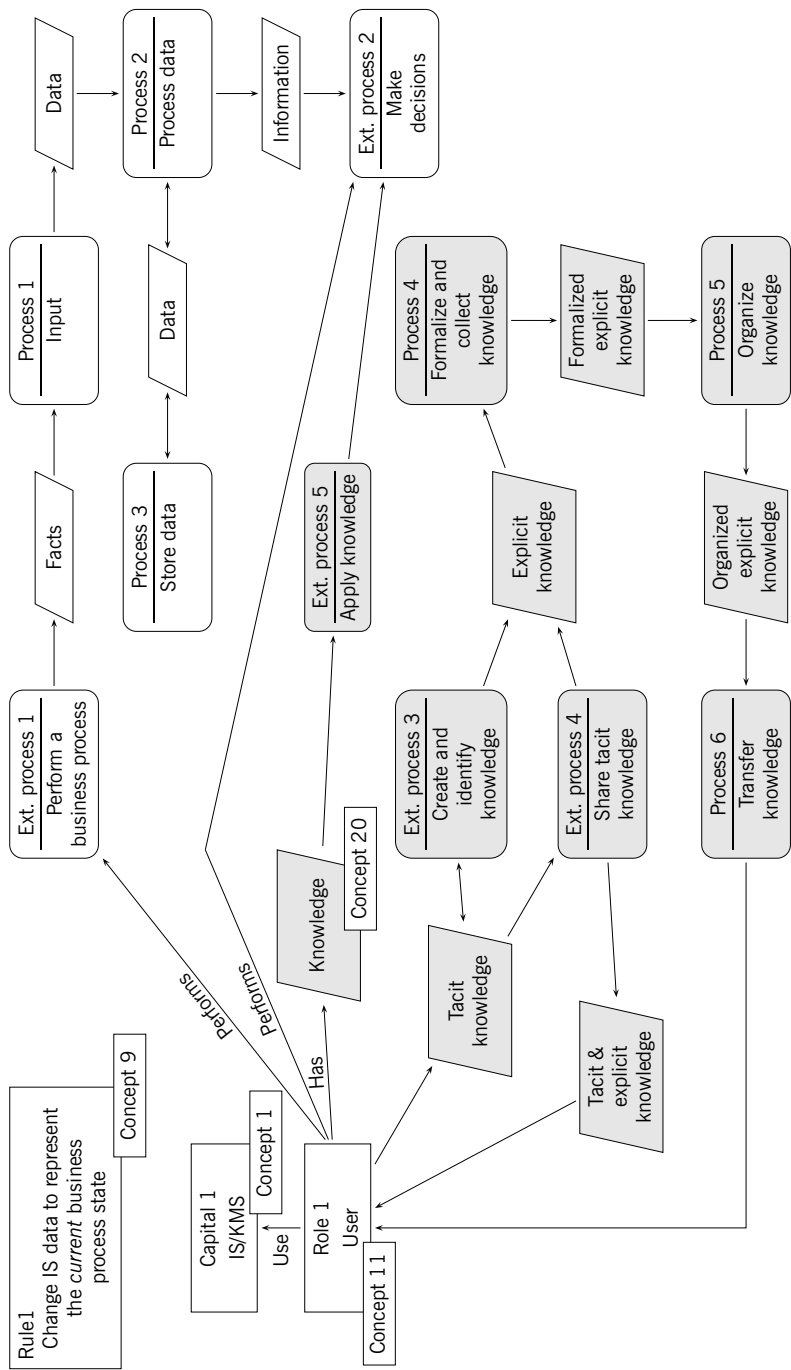 Rule1
Change IS data to represent
the current business
process state
Concept 9
Capital 1
IS/KMS
Concept 1
Use
Role 1
User
Concept 11
Performs
Performs
Has
Ext. process 1
Perform a
business process
Facts
Process 1
Input
Data
Process 3
Store data
Data
Process 2
Process data
Information
Knowledge
Concept 20
Ext. process 5
Apply knowledge
Ext. process 2
Make
decisions
Tacit
knowledge
Ext. process 3
Create and
identify
knowledge
Explicit
knowledge
Process 4
Formalize and
collect
knowledge
Tacit &
explicit
knowledge
Ext. process 4
Share tacit
knowledge
Formalized
explicit
knowledge
Process 6
Transfer
knowledge
Organized
explicit
knowledge
Process 5
Organize
knowledge